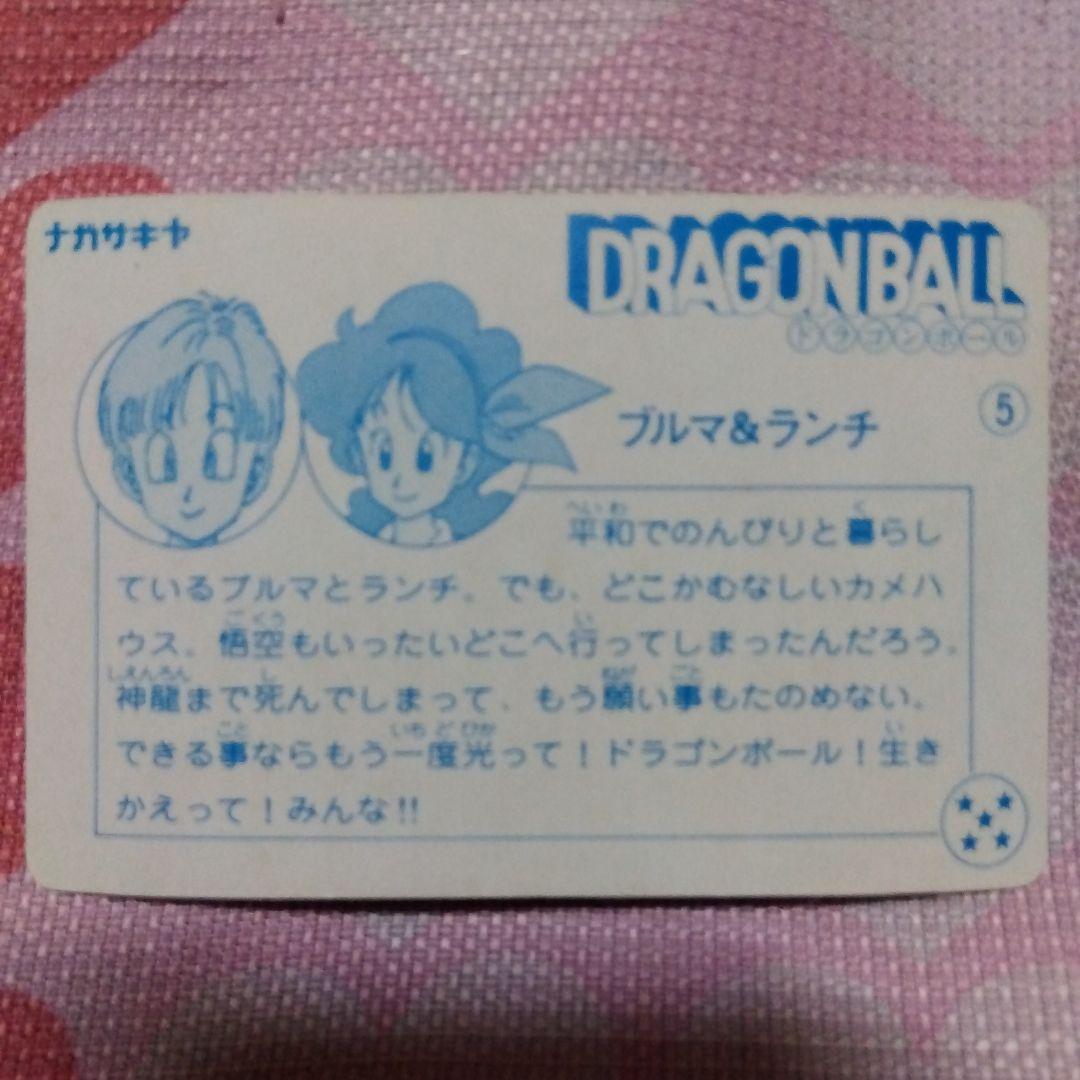 ナガサキヤ
DRAGON BALL
ドラゴンボール
5
ブルマ&ランチ
平和でのんびりと暮らし
ているブルマとランチ。でも、どこかむなしいカメハ
ウス。悟空もいったいどこへ行ってしまったんだろう。
神龍まで死んでしまって、もう願い事もたのめない。
できる事ならもう一度光って!ドラゴンボール!生き
かえって!みんな!!